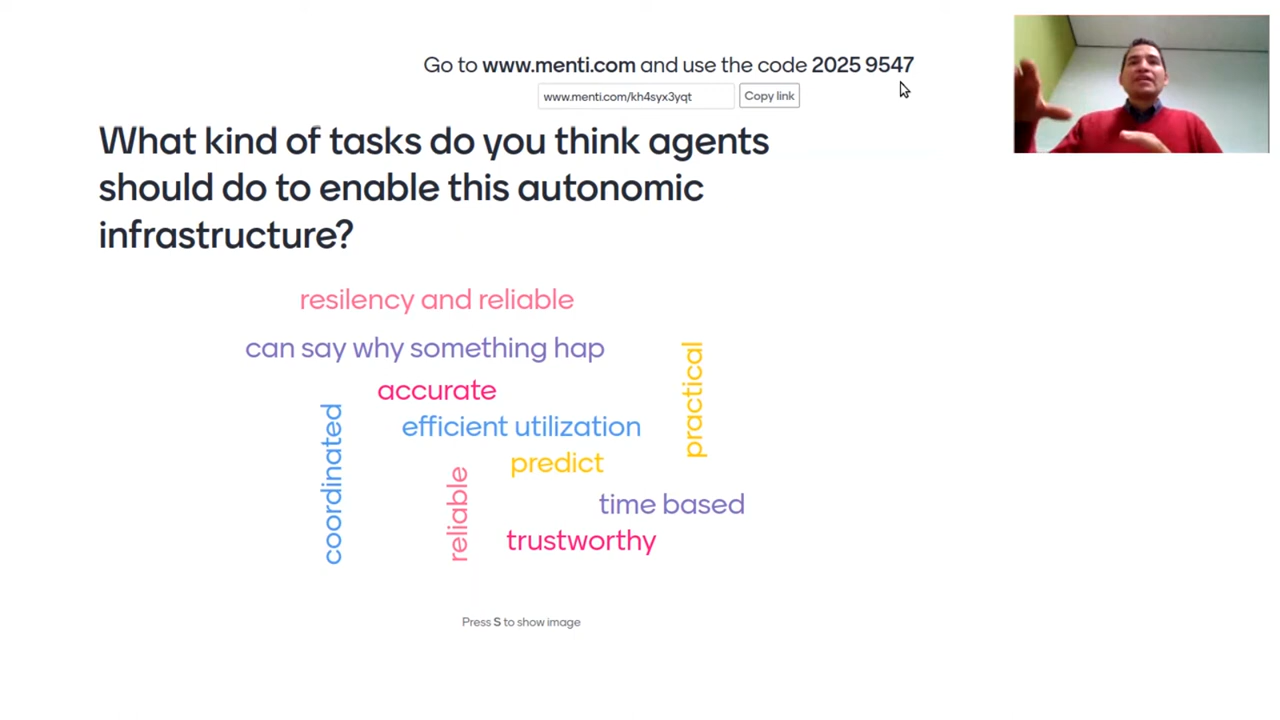 Go to www.menti.com and use the code 2025 9547
www.menti.com/kh4syx3yqt
Copy link
What kind of tasks do you think agents
should do to enable this autonomic
infrastructure?
resilency and reliable
can say why something hap
practical
accurate
coordinated
efficient utilization
predict
reliable
time based
trustworthy
Press S to show image